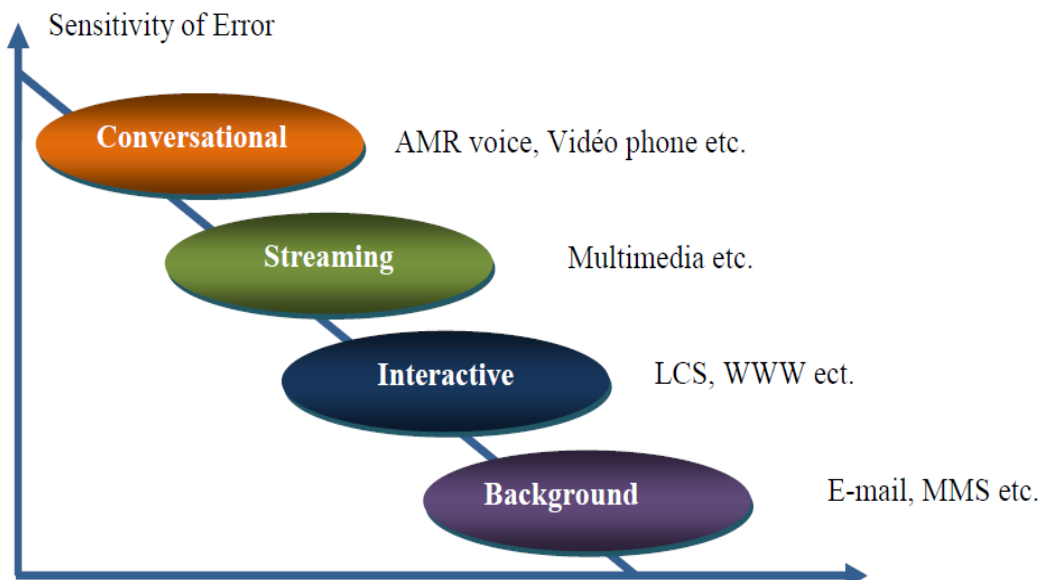 Sensitivity of Error
Conversational
AMR voice, Vidéo phone etc.
Streaming
Multimedia etc.
Interactive
LCS, WWW ect.
Background
E-mail, MMS etc.